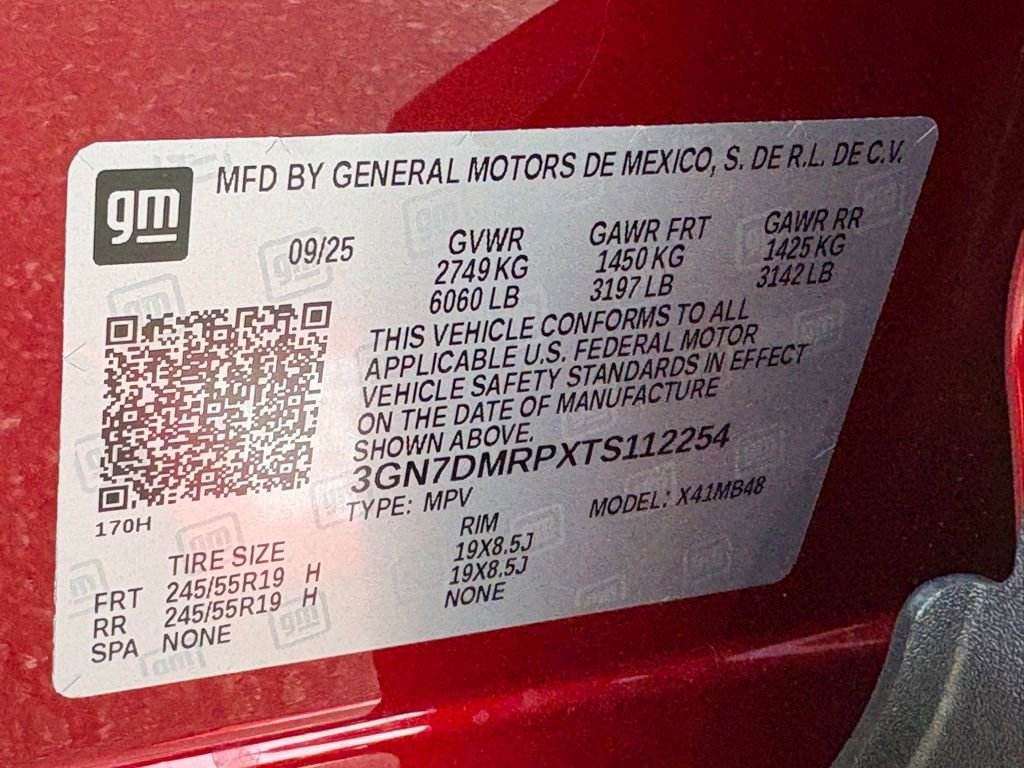 gm
MFD BY GENERAL MOTORS DE MEXICO, S. DE R.L. DE C.V.
09/25 GVWR GAWR FRT GAWR RR
2749 KG 1450 KG 1425 KG
6060 LB 3197 LB 3142 LB
THIS VEHICLE CONFORMS TO ALL
APPLICABLE U.S. FEDERAL MOTOR
VEHICLE SAFETY STANDARDS IN EFFECT
ON THE DATE OF MANUFACTURE
SHOWN ABOVE.
3GN7DMRPXTS112254
170H
TYPE: MPV MODEL: X41MB48
TIRE SIZE RIM
FRT 245/55R19 H 19X8.5J
RR 245/55R19 H 19X8.5J
SPA NONE NONE